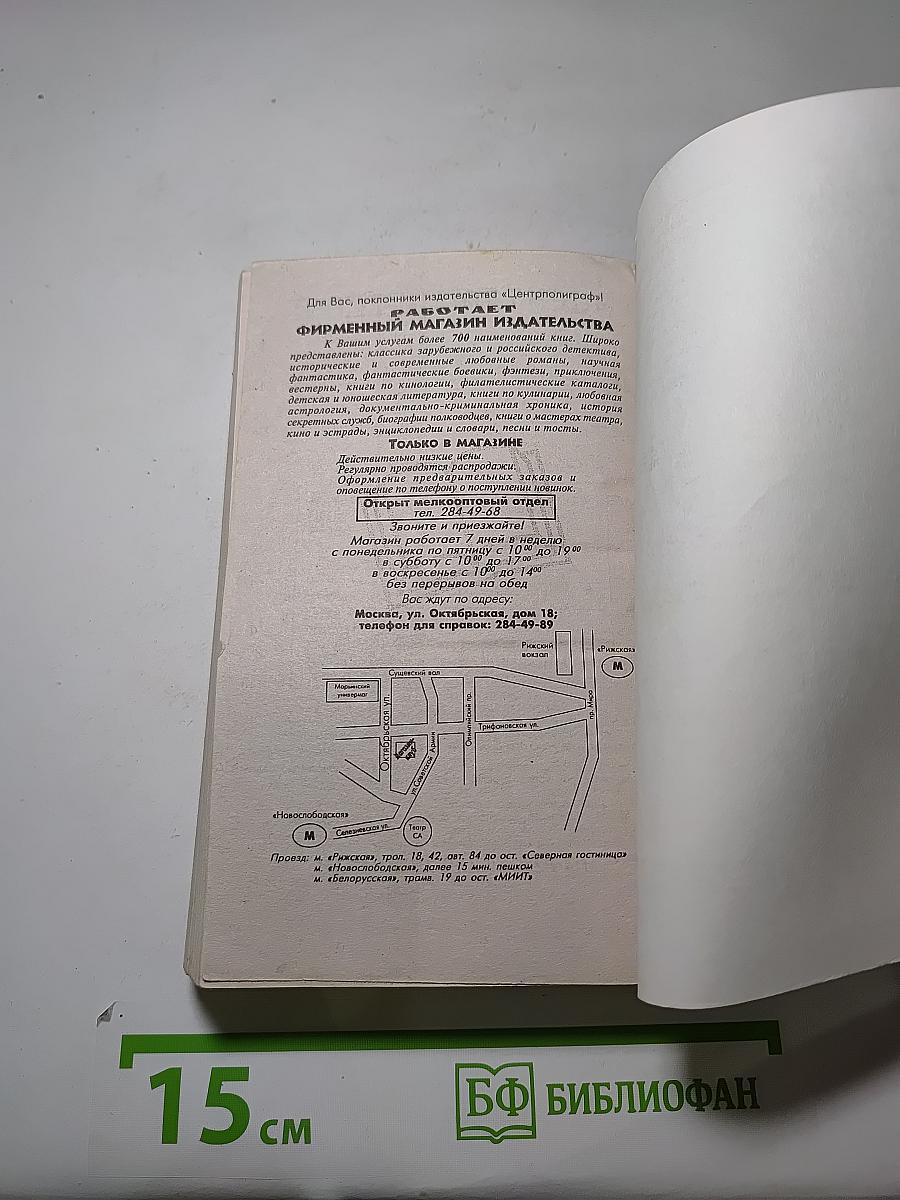 Для Вас, поклонники издательства «Центрполиграф»!
РАБОТАЕТ
ФИРМЕННЫЙ МАГАЗИН ИЗДАТЕЛЬСТВА
К Вашим услугам более 700 наименований книг. Широко
представлены: классика зарубежного и российского детектива,
исторические и современные любовные романы, научная
фантастика, фантастические боевики, фэнтези, приключения,
вестерны, книги по кинологии, филателистические каталоги,
детская и юношеская литература, книги по кулинарии, любовная
астрология, документально-криминальная хроника, история
секретных служб, биографии полководцев, книги о мастерах театра,
кино и эстрады, энциклопедии и словари, песни и тосты.
ТОЛЬКО В МАГАЗИНЕ
Действительно низкие цены.
Регулярно проводятся распродажи.
Оформление предварительных заказов и
оповещение по телефону о поступлении новинок.
Открыт мелкооптовый отдел
тел. 284-49-68
Звоните и приезжайте!
Магазин работает 7 дней в неделю
с понедельника по пятницу с 10⁰⁰ до 19⁰⁰
в субботу с 10⁰⁰ до 17⁰⁰
в воскресенье с 10⁰⁰ до 14⁰⁰
без перерывов на обед
Вас ждут по адресу:
Москва, ул. Октябрьская, дом 18;
телефон для справок: 284-49-89
Рижский
вокзал
«Рижская»
М
Сущевский вал
Марьинский
универмаг
Октябрьская ул.
ул. Советской Армии
Олимпийский пр.
Трифоновская ул.
пр. Мира
«Новослободская»
М
Селезневская ул.
Театр
СА
Проезд: м. «Рижская», трол. 18, 42, авт. 84 до ост. «Северная гостиница»
м. «Новослободская», далее 15 мин. пешком
м. «Белорусская», трамв. 19 до ост. «МИИТ»
15 см
БФ БИБЛИОФАН